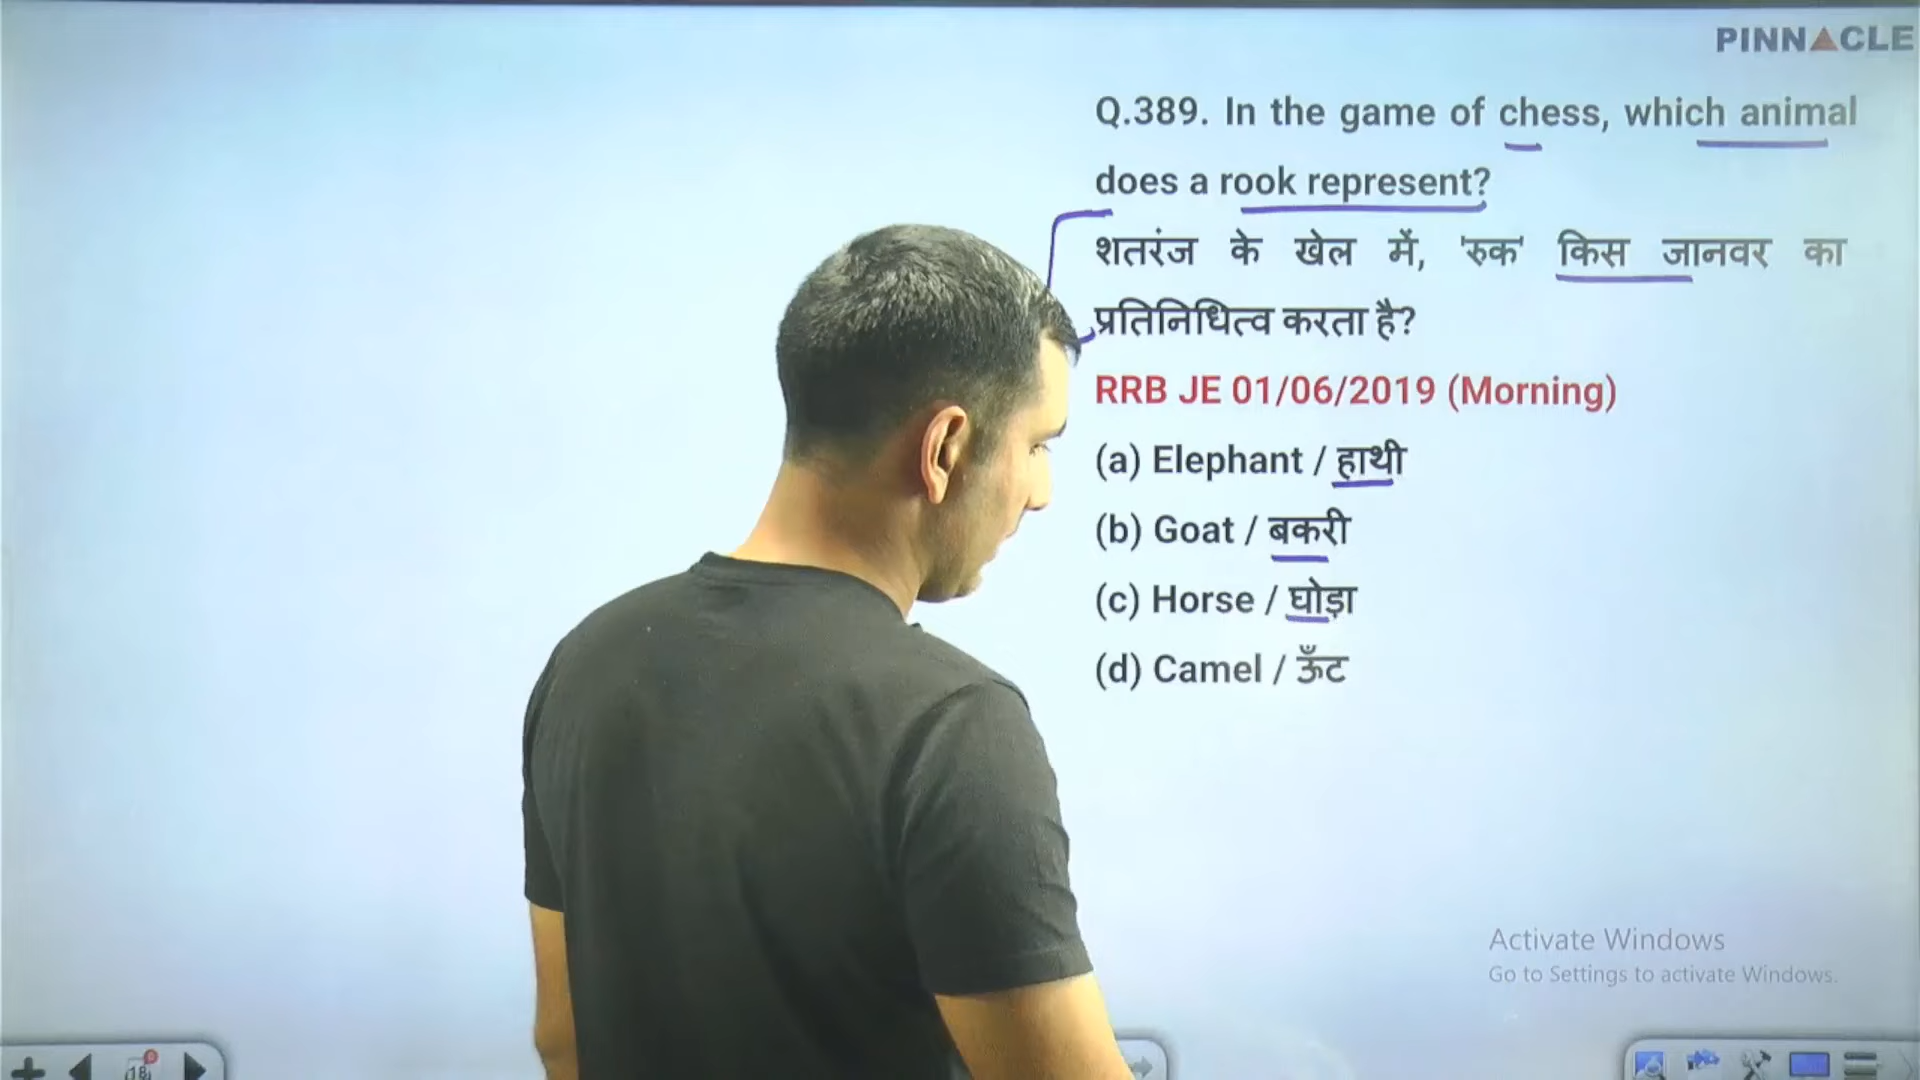 PINNACLE
Q.389. In the game of chess, which animal
does a rook represent?
शतरंज के खेल में, 'रुक' किस जानवर का
प्रतिनिधित्व करता है?
RRB JE 01/06/2019 (Morning)
(a) Elephant / हाथी
(b) Goat / बकरी
(c) Horse / घोड़ा
(d) Camel / ऊँट
Activate Windows
Go to Settings to activate Windows.
18